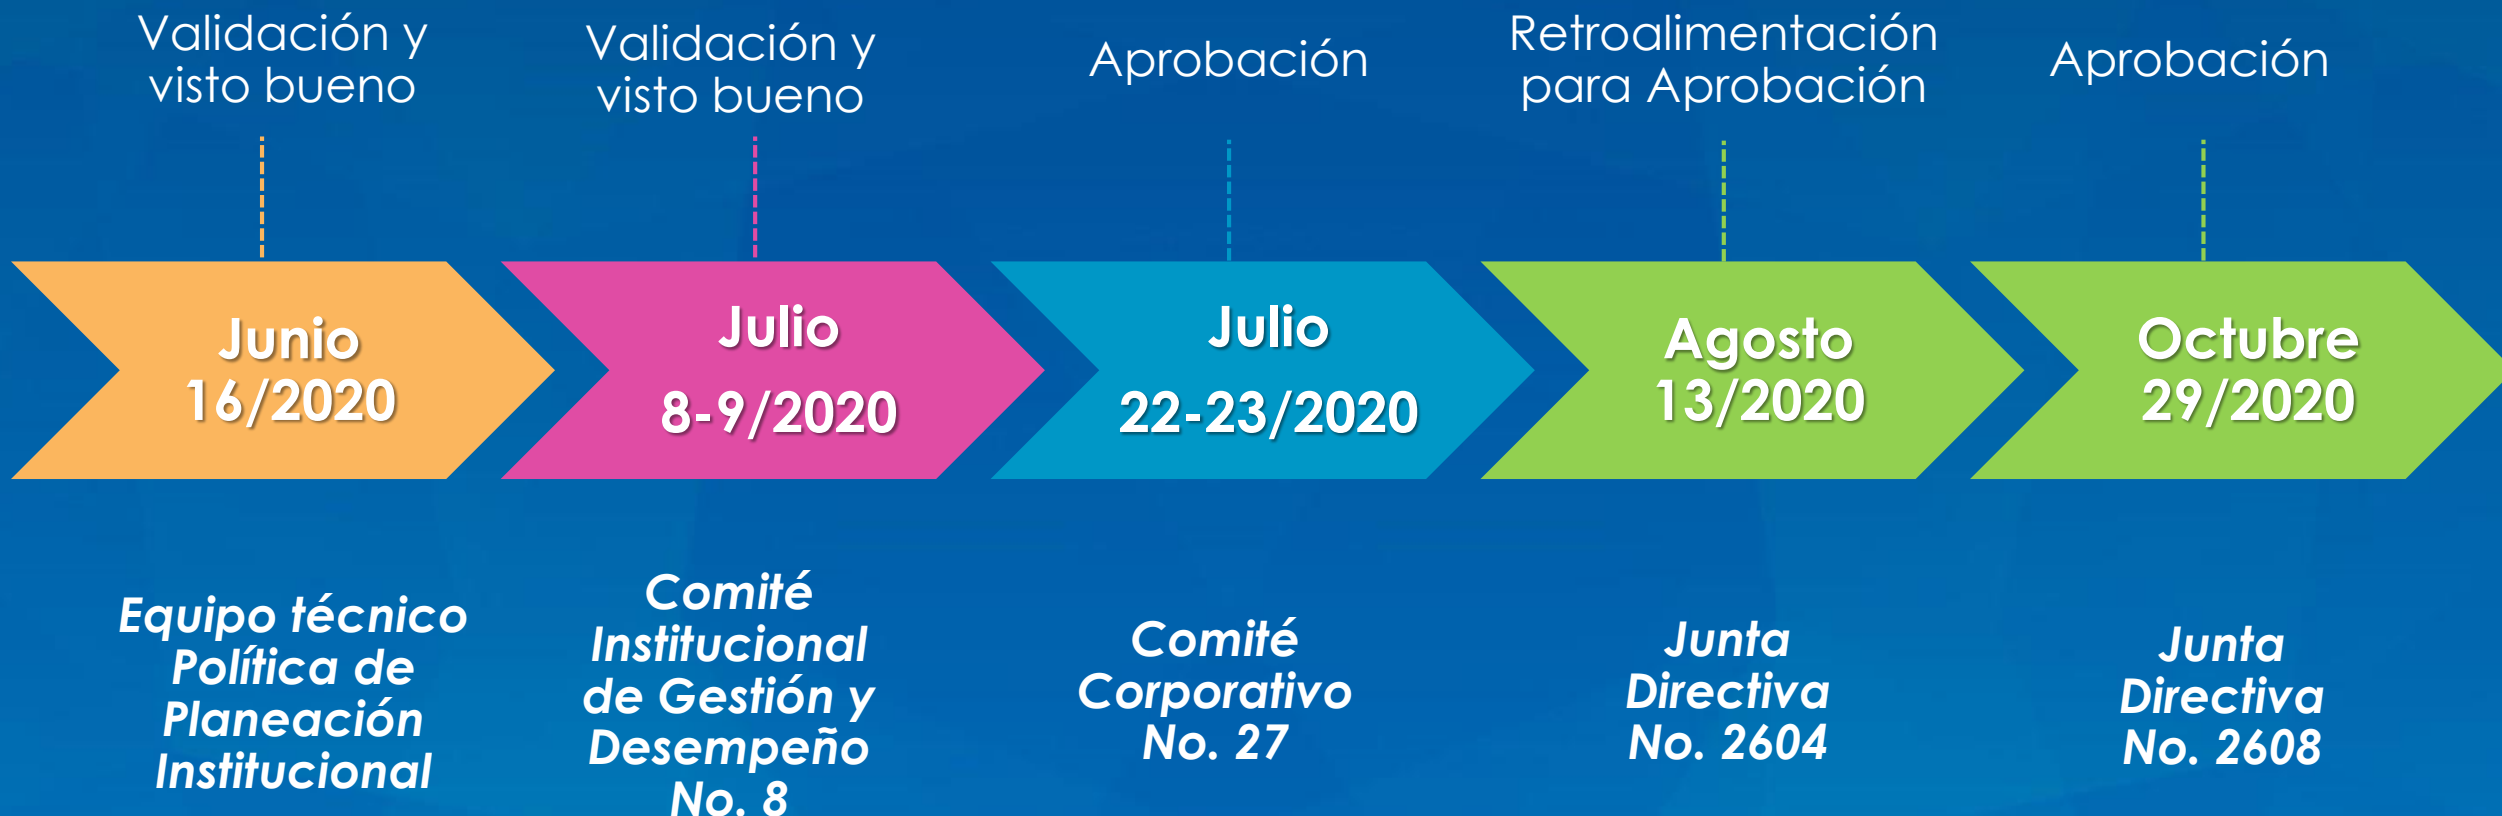 Validación y
visto bueno
Validación y
visto bueno
Aprobación
Retroalimentación
para Aprobación
Aprobación
Junio
16/2020
Julio
8-9/2020
Julio
22-23/2020
Agosto
13/2020
Octubre
29/2020
Equipo técnico
Política de
Planeación
Institucional
Comité
Institucional
de Gestión y
Desempeño
No. 8
Comité
Corporativo
No. 27
Junta
Directiva
No. 2604
Junta
Directiva
No. 2608